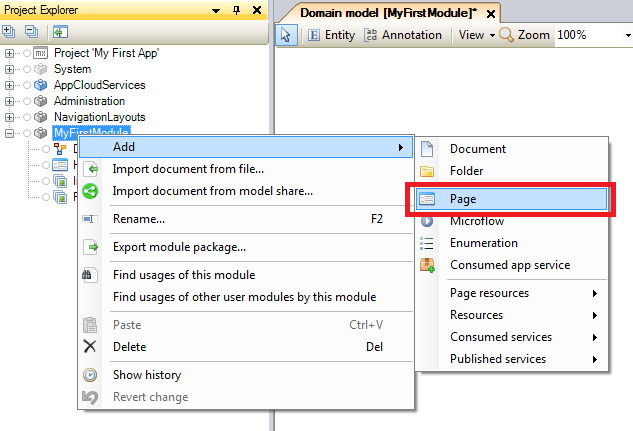 Project Explorer
Domain model [MyFirstModule]*
Entity
Annotation
View
Zoom
100%
Project 'My First App'
System
AppCloudServices
Administration
NavigationLayouts
MyFirstModule
D
H
I
Add
Import document from file...
Import document from model share...
Rename... F2
Export module package...
Find usages of this module
Find usages of other user modules by this module
Paste Ctrl+V
Delete Del
Show history
Revert change
Document
Folder
Page
Microflow
Enumeration
Consumed app service
Page resources
Resources
Consumed services
Published services